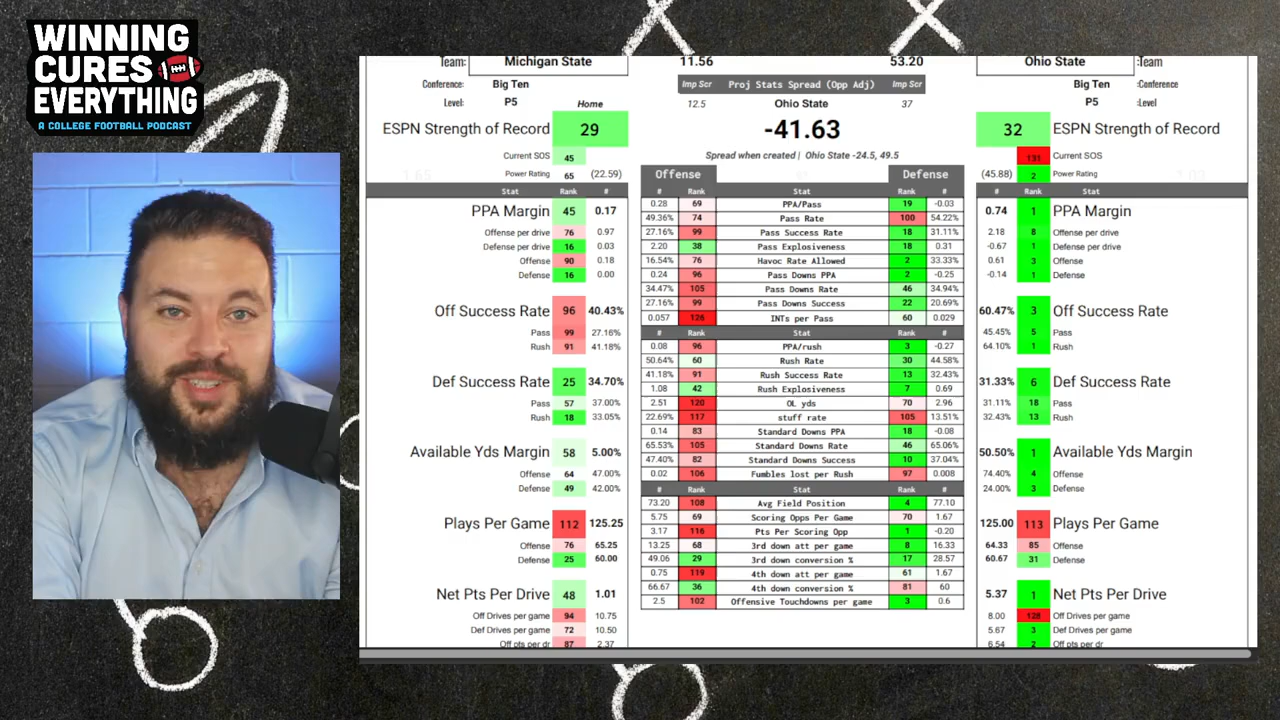 WINNING
CURES
EVERYTHING
A COLLEGE FOOTBALL PODCAST
Team: Michigan State 11.56 53.20 Ohio State :Team
Conference: Big Ten Imp Scr Proj Stats Spread (Opp Adj) Imp Scr Big Ten :Conference
Level: P5 Home 12.5 Ohio State 37 P5 :Level
ESPN Strength of Record 29 -41.63 32 ESPN Strength of Record
Current SOS 45 Spread when created | Ohio State -24.5, 49.5 131 Current SOS
Power Rating 65 (22.59) (45.88) 2 Power Rating
Offense Defense
Stat Rank # Rank Stat Rank # Rank Stat
PPA Margin 45 0.17
Offense per drive 76 0.97
Defense per drive 16 0.03
Offense 90 0.18
Defense 16 0.00
Off Success Rate 96 40.43%
Pass 99 27.16%
Rush 91 41.18%
Def Success Rate 25 34.70%
Pass 57 37.00%
Rush 18 33.05%
Available Yds Margin 58 5.00%
Offense 64 47.00%
Defense 49 42.00%
Plays Per Game 112 125.25
Offense 76 65.25
Defense 25 60.00
Net Pts Per Drive 48 1.01
Off Drives per game 94 10.75
Def Drives per game 72 10.50
Off pts per dr 87 2.37
0.28 69 PPA/Pass 19 -0.03
49.36% 74 Pass Rate 100 54.22%
27.16% 99 Pass Success Rate 18 31.11%
2.20 38 Pass Explosiveness 18 0.31
16.54% 76 Havoc Rate Allowed 2 33.33%
0.24 96 Pass Downs PPA 2 -0.25
34.47% 105 Pass Downs Rate 46 34.94%
27.16% 99 Pass Downs Success 22 20.69%
0.057 126 INTs per Pass 60 0.029
# Rank Stat Rank #
0.08 96 PPA/rush 3 -0.27
50.64% 60 Rush Rate 30 44.58%
41.18% 91 Rush Success Rate 13 32.43%
1.08 42 Rush Explosiveness 7 0.69
2.51 120 OL yds 70 2.96
22.69% 117 stuff rate 105 13.51%
0.14 83 Standard Downs PPA 18 -0.08
65.53% 105 Standard Downs Rate 46 65.06%
47.40% 82 Standard Downs Success 10 37.04%
0.02 106 Fumbles lost per Rush 97 0.008
# Rank Stat Rank #
73.20 108 Avg Field Position 4 77.10
5.75 69 Scoring Opps Per Game 70 1.67
3.17 116 Pts Per Scoring Opp 1 -0.20
13.25 68 3rd down att per game 8 16.33
49.06 29 3rd down conversion % 17 28.57
0.75 119 4th down att per game 61 1.67
66.67 36 4th down conversion % 81 60
2.5 102 Offensive Touchdowns per game 3 0.6
0.74 1 PPA Margin
2.18 8 Offense per drive
-0.67 1 Defense per drive
0.61 3 Offense
-0.14 1 Defense
60.47% 3 Off Success Rate
45.45% 5 Pass
64.10% 1 Rush
31.33% 6 Def Success Rate
31.11% 18 Pass
32.43% 13 Rush
50.50% 1 Available Yds Margin
74.40% 4 Offense
24.00% 3 Defense
125.00 113 Plays Per Game
64.33 85 Offense
60.67 31 Defense
5.37 1 Net Pts Per Drive
8.00 128 Off Drives per game
5.67 3 Def Drives per game
6.54 2 Off pts per dr